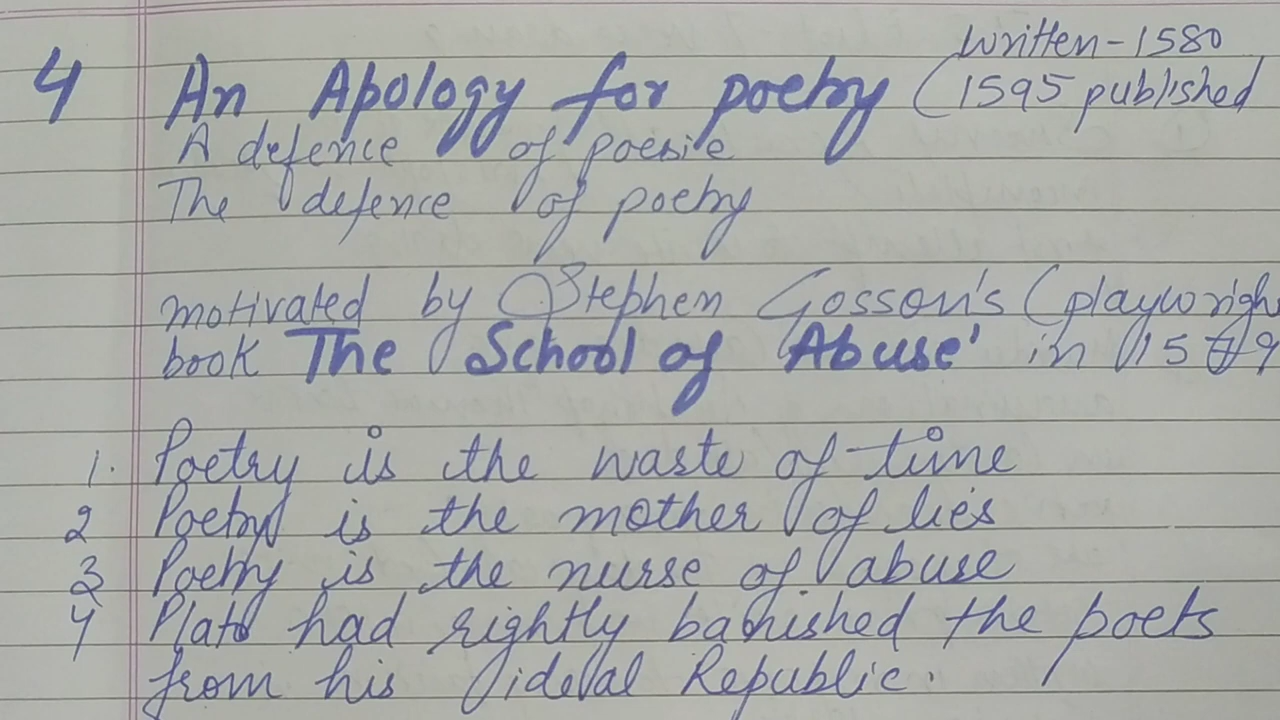 written-1580
4 An Apology for poetry (1595 published
A defence of poesie
The defence of poetry
motivated by Stephen Gosson's (playwrigh
book The School of 'Abuse' in 1579
1. Poetry is the waste of time
2 Poetry is the mother of lies
3 Poetry is the nurse of abuse
4 Plato had rightly banished the poets
from his ideal Republic.